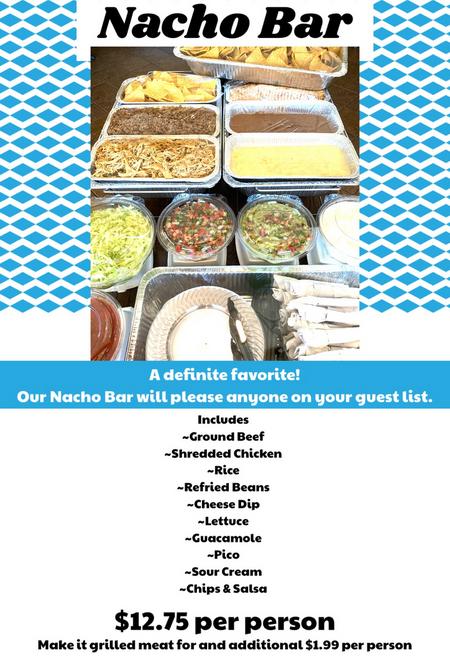 Nacho Bar
A definite favorite!
Our Nacho Bar will please anyone on your guest list.
Includes
~Ground Beef
~Shredded Chicken
~Rice
~Refried Beans
~Cheese Dip
~Lettuce
~Guacamole
~Pico
~Sour Cream
~Chips & Salsa
$12.75 per person
Make it grilled meat for and additional $1.99 per person